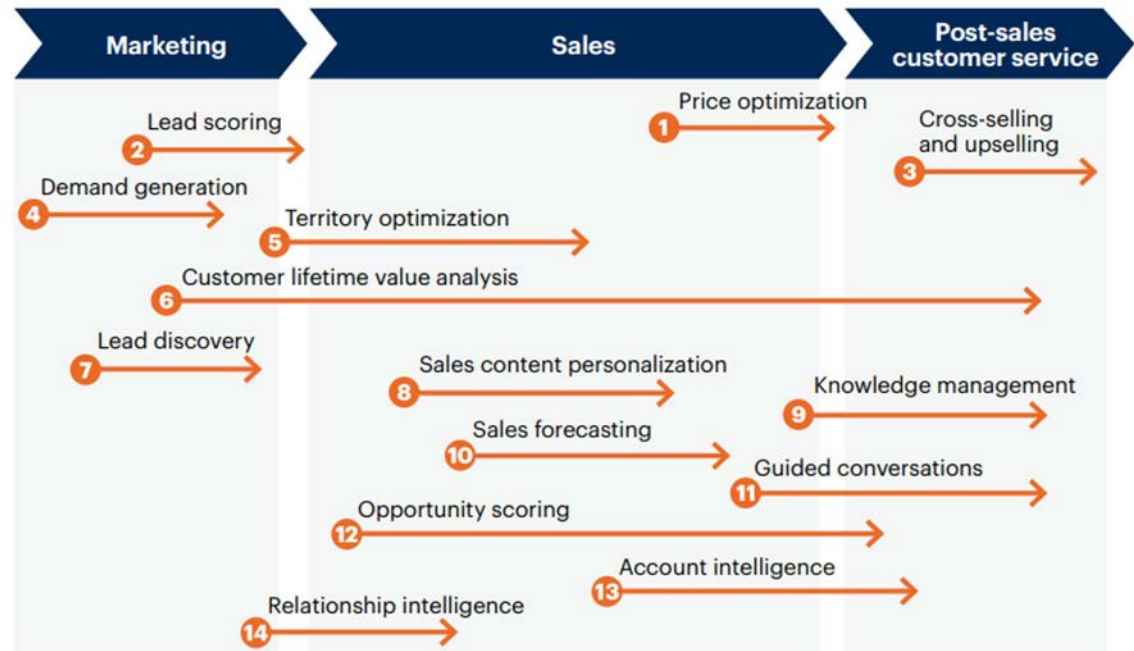 Marketing
Sales
Post-sales
customer service
1
Price optimization
2
Lead scoring
3
Cross-selling
and upselling
4
Demand generation
5
Territory optimization
6
Customer lifetime value analysis
7
Lead discovery
8
Sales content personalization
9
Knowledge management
10
Sales forecasting
11
Guided conversations
12
Opportunity scoring
13
Account intelligence
14
Relationship intelligence